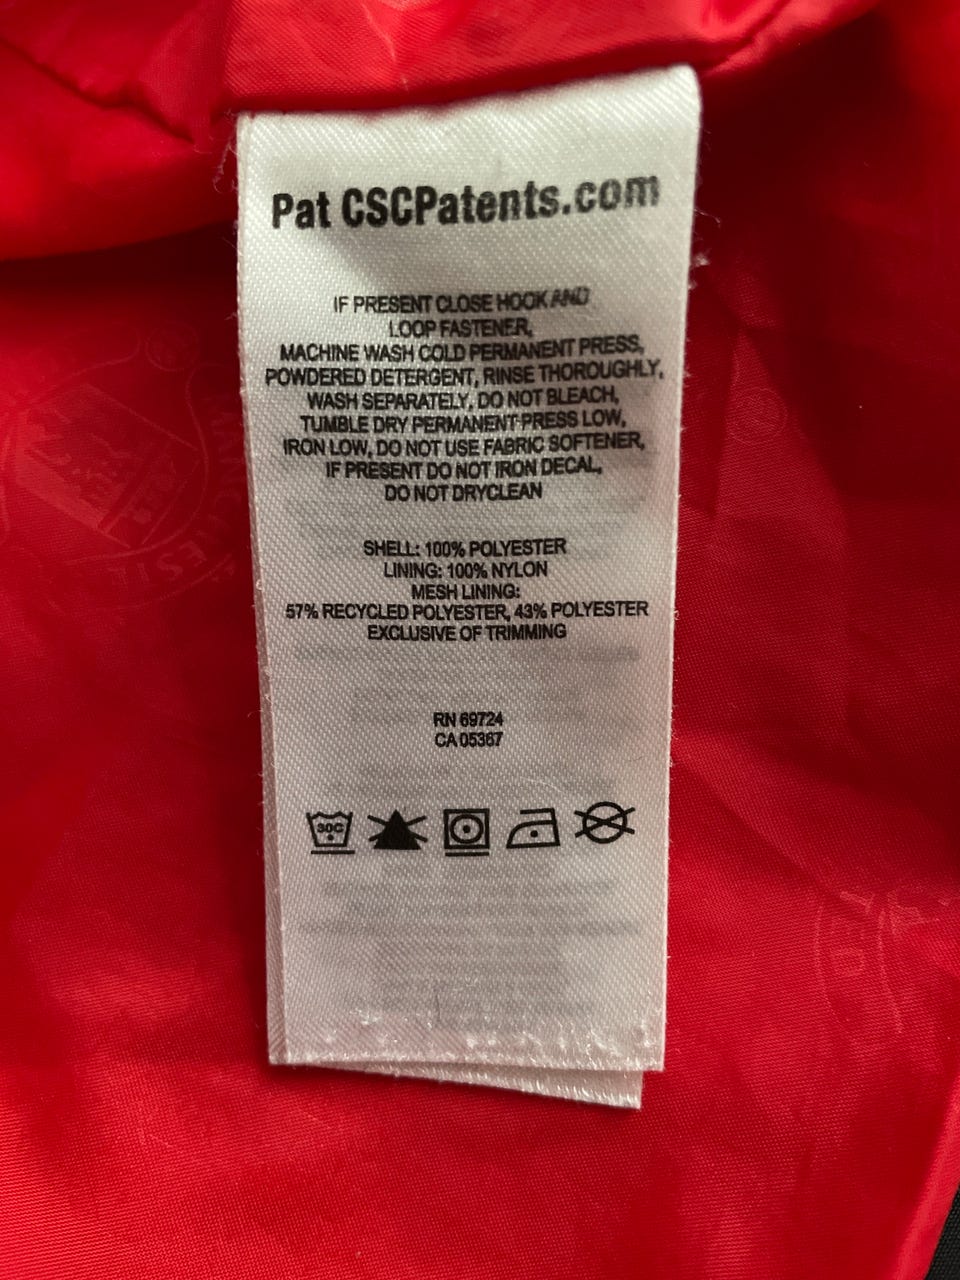 Pat CSCPatents.com
IF PRESENT CLOSE HOOK AND
LOOP FASTENER,
MACHINE WASH COLD PERMANENT PRESS,
POWDERED DETERGENT, RINSE THOROUGHLY,
WASH SEPARATELY, DO NOT BLEACH,
TUMBLE DRY PERMANENT PRESS LOW,
IRON LOW, DO NOT USE FABRIC SOFTENER,
IF PRESENT DO NOT IRON DECAL,
DO NOT DRYCLEAN
SHELL: 100% POLYESTER
LINING: 100% NYLON
MESH LINING:
57% RECYCLED POLYESTER, 43% POLYESTER
EXCLUSIVE OF TRIMMING
RN 69724
CA 05367
30C